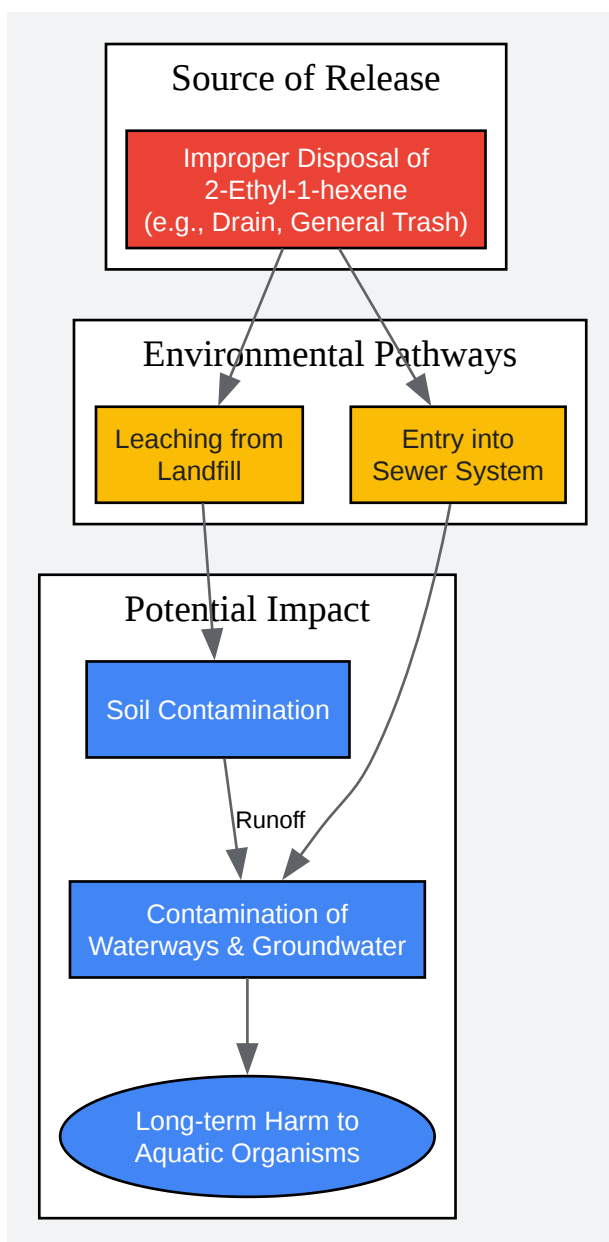 Source of Release
Improper Disposal of
2-Ethyl-1-hexene
(e.g., Drain, General Trash)
Environmental Pathways
Leaching from
Landfill
Entry into
Sewer System
Potential Impact
Soil Contamination
Runoff
Contamination of
Waterways & Groundwater
Long-term Harm to
Aquatic Organisms